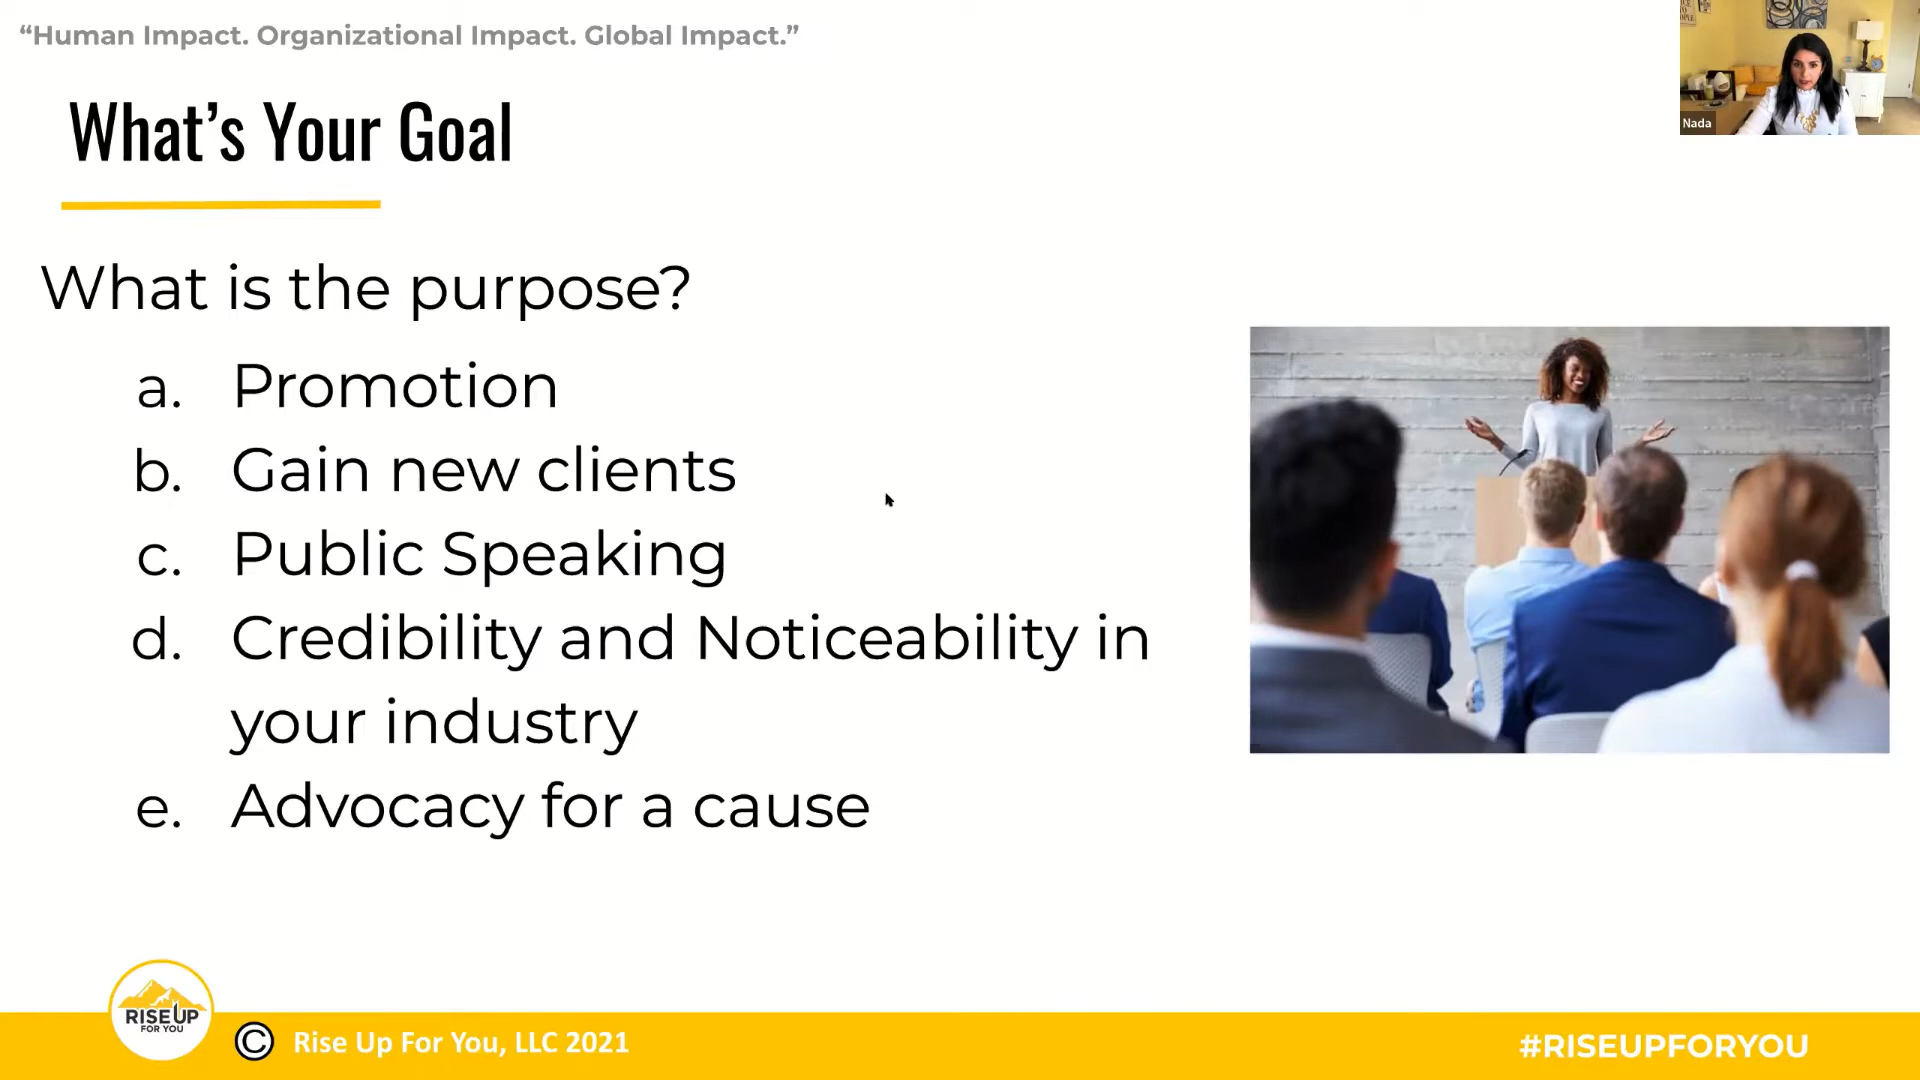 “Human Impact. Organizational Impact. Global Impact.”
Nada
What’s Your Goal
What is the purpose?
a. Promotion
b. Gain new clients
c. Public Speaking
d. Credibility and Noticeability in
your industry
e. Advocacy for a cause
RISE UP
FOR YOU
© Rise Up For You, LLC 2021
#RISEUPFORYOU